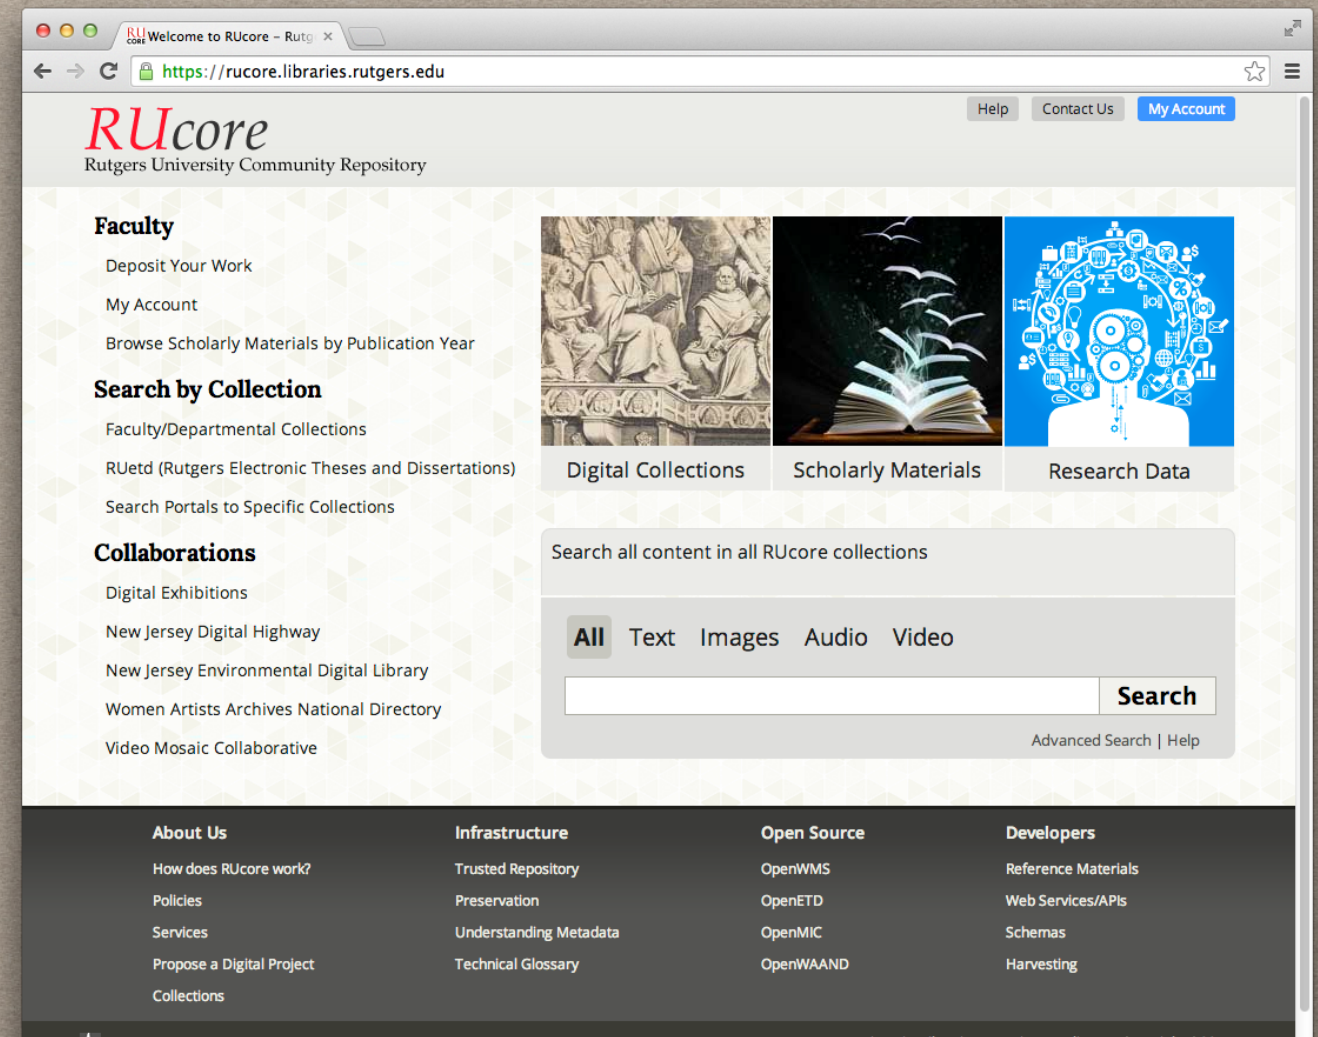 Welcome to RUcore – Rutg
https://rucore.libraries.rutgers.edu
Help Contact Us My Account
RUcore
Rutgers University Community Repository
Faculty
Deposit Your Work
My Account
Browse Scholarly Materials by Publication Year
Search by Collection
Faculty/Departmental Collections
RUetd (Rutgers Electronic Theses and Dissertations)
Search Portals to Specific Collections
Collaborations
Digital Exhibitions
New Jersey Digital Highway
New Jersey Environmental Digital Library
Women Artists Archives National Directory
Video Mosaic Collaborative
Digital Collections
Scholarly Materials
Research Data
Search all content in all RUcore collections
All Text Images Audio Video
Search
Advanced Search | Help
About Us
How does RUcore work?
Policies
Services
Propose a Digital Project
Collections
Infrastructure
Trusted Repository
Preservation
Understanding Metadata
Technical Glossary
Open Source
OpenWMS
OpenETD
OpenMIC
OpenWAAND
Developers
Reference Materials
Web Services/APIs
Schemas
Harvesting